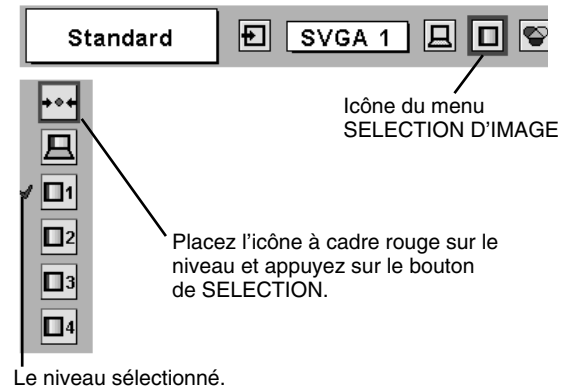 Standard
SVGA 1
Icône du menu
SELECTION D'IMAGE
1
2
3
4
Placez l'icône à cadre rouge sur le
niveau et appuyez sur le bouton
de SELECTION.
Le niveau sélectionné.